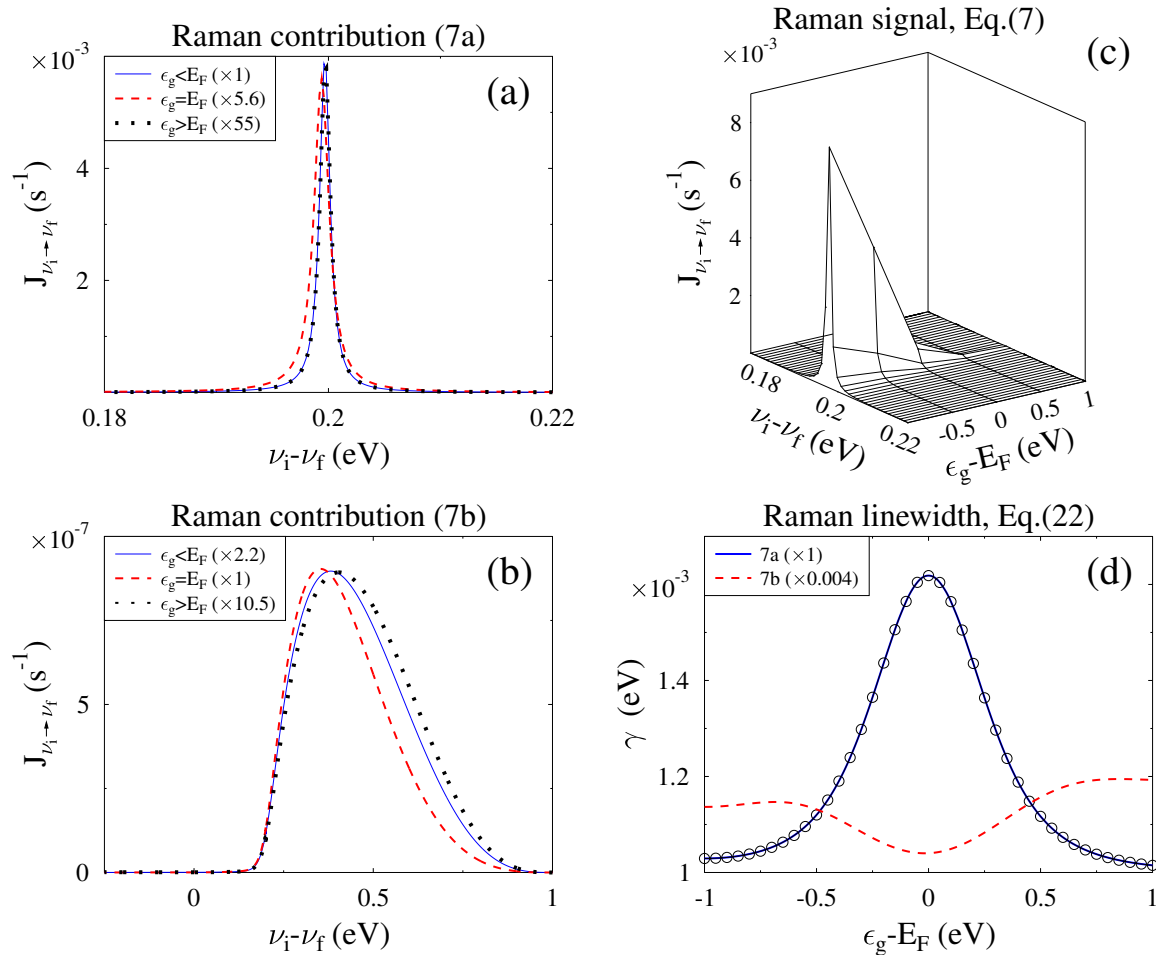 Raman contribution (7a)
×10⁻³
ϵg<EF (×1)
ϵg=EF (×5.6)
ϵg>EF (×55)
(a)
4
2
Jνi→νf (s⁻¹)
0.18 0.2 0.22
νi-νf (eV)
Raman signal, Eq.(7)
×10⁻³
(c)
8
6
4
2
Jνi→νf (s⁻¹)
0.18
0.2
0.22
νi-νf (eV)
-0.5
0
0.5
1
ϵg-EF (eV)
Raman contribution (7b)
×10⁻⁷
ϵg<EF (×2.2)
ϵg=EF (×1)
ϵg>EF (×10.5)
(b)
5
0
Jνi→νf (s⁻¹)
0 0.5 1
νi-νf (eV)
Raman linewidth, Eq.(22)
7a (×1)
7b (×0.004)
(d)
×10⁻³
1.4
1.2
1
γ (eV)
-1 -0.5 0 0.5 1
ϵg-EF (eV)